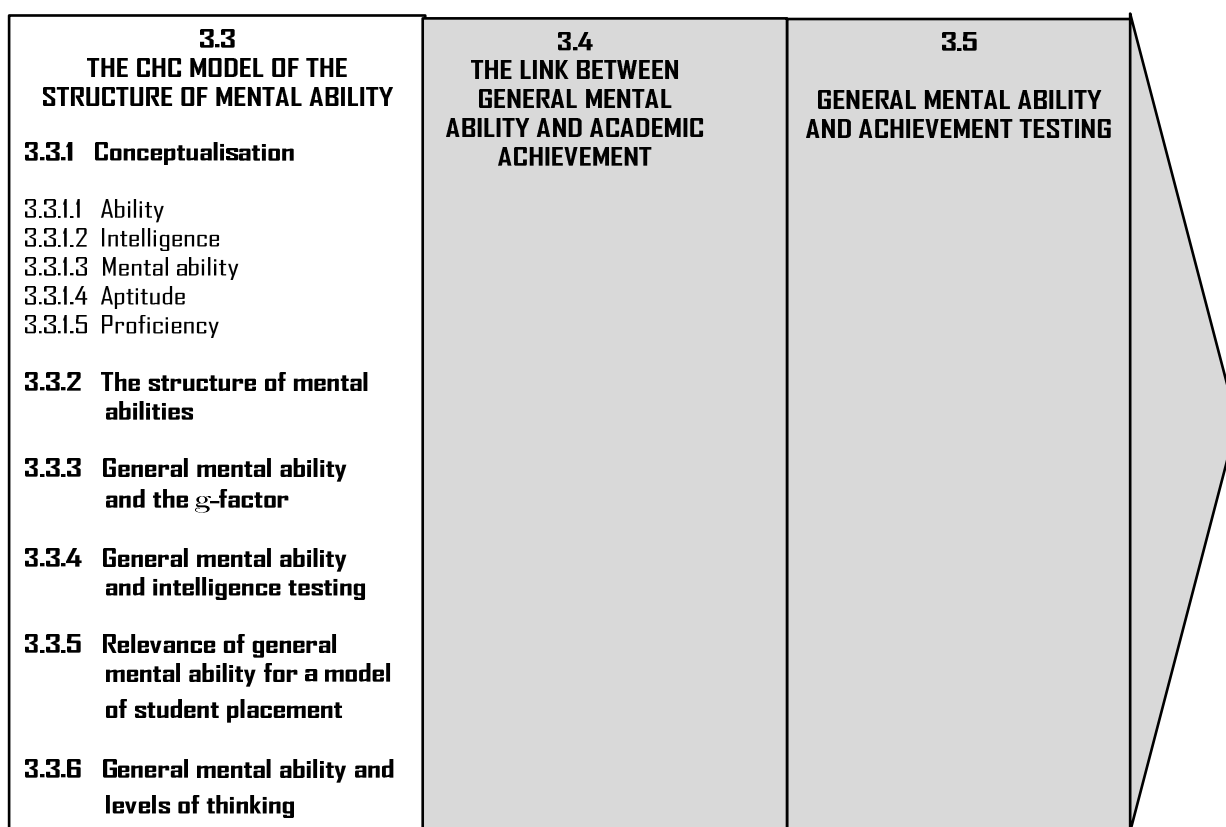 3.3
THE CHC MODEL OF THE
STRUCTURE OF MENTAL ABILITY
3.3.1 Conceptualisation
3.3.1.1 Ability
3.3.1.2 Intelligence
3.3.1.3 Mental ability
3.3.1.4 Aptitude
3.3.1.5 Proficiency
3.3.2 The structure of mental
abilities
3.3.3 General mental ability
and the g-factor
3.3.4 General mental ability
and intelligence testing
3.3.5 Relevance of general
mental ability for a model
of student placement
3.3.6 General mental ability and
levels of thinking
3.4
THE LINK BETWEEN
GENERAL MENTAL
ABILITY AND ACADEMIC
ACHIEVEMENT
3.5
GENERAL MENTAL ABILITY
AND ACHIEVEMENT TESTING